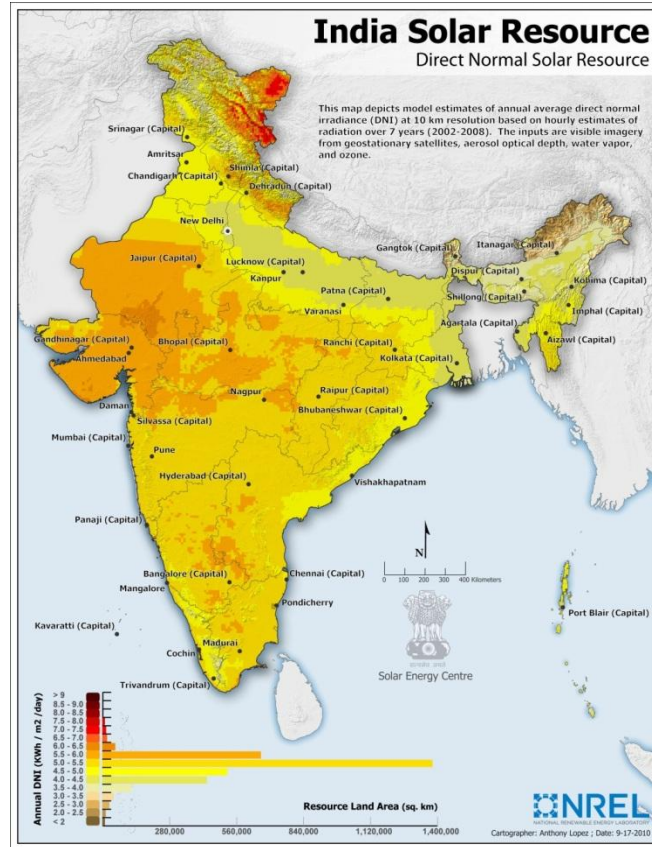 India Solar Resource
Direct Normal Solar Resource
This map depicts model estimates of annual average direct normal
irradiance (DNI) at 10 km resolution based on hourly estimates of
radiation over 7 years (2002-2008). The inputs are visible imagery
from geostationary satellites, aerosol optical depth, water vapor,
and ozone.
Srinagar (Capital)
Amritsar
Shimla (Capital)
Chandigarh (Capital)
Dehradun (Capital)
New Delhi
Gangtok (Capital)
Itanagar (Capital)
Jaipur (Capital)
Lucknow (Capital)
Dispur (Capital)
Kanpur
Kohima (Capital)
Patna (Capital)
Shillong (Capital)
Varanasi
Imphal (Capital)
Agartala (Capital)
Gandhinagar (Capital)
Bhopal (Capital)
Ranchi (Capital)
Aizawl (Capital)
Ahmedabad
Kolkata (Capital)
Nagpur
Raipur (Capital)
Daman
Bhubaneshwar (Capital)
Silvassa (Capital)
Mumbai (Capital)
Pune
Hyderabad (Capital)
Vishakhapatnam
Panaji (Capital)
N
Bangalore (Capital)
Chennai (Capital)
0 100 200 300 400 Kilometers
Mangalore
Pondicherry
Port Blair (Capital)
Kavaratti (Capital)
Madurai
Cochin
Solar Energy Centre
Trivandrum (Capital)
Annual DNI (KWh / m2 /day)
> 9
8.5 - 9.0
8.0 - 8.5
7.5 - 8.0
7.0 - 7.5
6.5 - 7.0
6.0 - 6.5
5.5 - 6.0
5.0 - 5.5
4.5 - 5.0
4.0 - 4.5
3.5 - 4.0
3.0 - 3.5
2.5 - 3.0
2.0 - 2.5
< 2
Resource Land Area (sq. km)
280,000 560,000 840,000 1,120,000 1,400,000
NREL
NATIONAL RENEWABLE ENERGY LABORATORY
Cartographer: Anthony Lopez ; Date: 9-17-2010